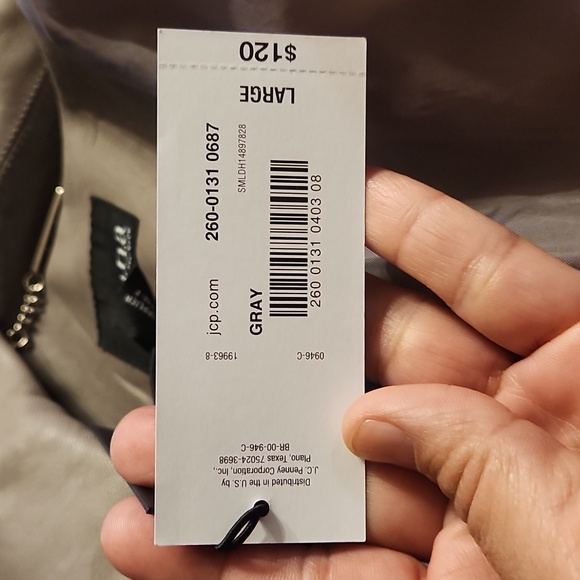 $120
LARGE
260-0131 0687
SMLDH14897828
260 0131 0403 08
jcp.com
GRAY
19963-8
0946-C
Distributed in the U.S. by
J.C. Penney Corporation, Inc.,
Plano, Texas 75024-3698
BR-00-946-C